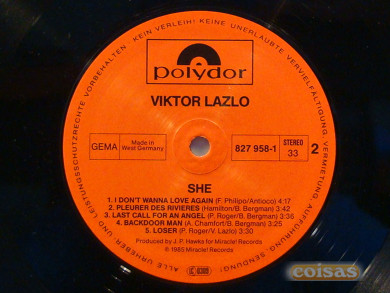 KEIN VERLEIH! KEINE UNERLAUBTE VERVIELFÄLTIGUNG, VERMIETUNG, AUFFÜHRUNG, SENDUNG!
ALLE URHEBER- UND LEISTUNGSSCHUTZRECHTE VORBEHALTEN
polydor
VIKTOR LAZLO
GEMA
Made in
West Germany
827 958-1
STEREO
33
2
SHE
1. I DON'T WANNA LOVE AGAIN (F. Philipo/Anboco) 4:17
2. PLEURER DES RIVIERES (Hamilton/B. Bergman) 3:42
3. LAST CALL FOR AN ANGEL (P. Roger/B. Bergman) 3:36
4. BACKDOOR MAN (A. Chamfort/B. Bergman) 3:25
5. LOSER (P. Roger/V. Lazlo) 3:30
Produced by J. P. Hawks for Miracle! Records
℗ 1985 Miracle! Records
coisas